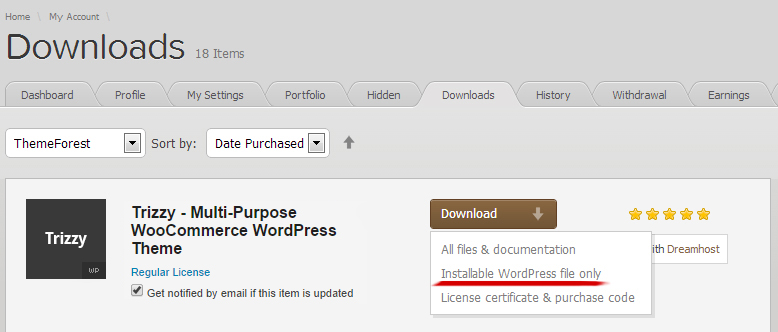 Home \ My Account \
Downloads 18 Items
Dashboard Profile My Settings Portfolio Hidden Downloads History Withdrawal Earnings
ThemeForest Sort by: Date Purchased
Trizzy
WP
Trizzy - Multi-Purpose
WooCommerce WordPress
Theme
Regular License
Get notified by email if this item is updated
Download
All files & documentation
Installable WordPress file only
License certificate & purchase code
with Dreamhost